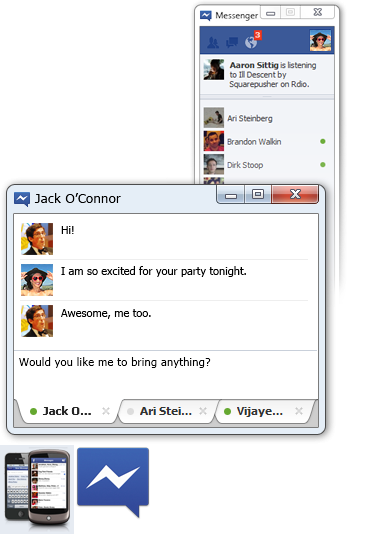 Messenger
3
Aaron Sittig is listening
to Ill Descent by
Squarepusher on Rdio.
Ari Steinberg
Brandon Walkin
Dirk Stoop
Jack O'Connor
Hi!
I am so excited for your party tonight.
Awesome, me too.
Would you like me to bring anything?
Jack O...
Ari Stei...
Vijaye...